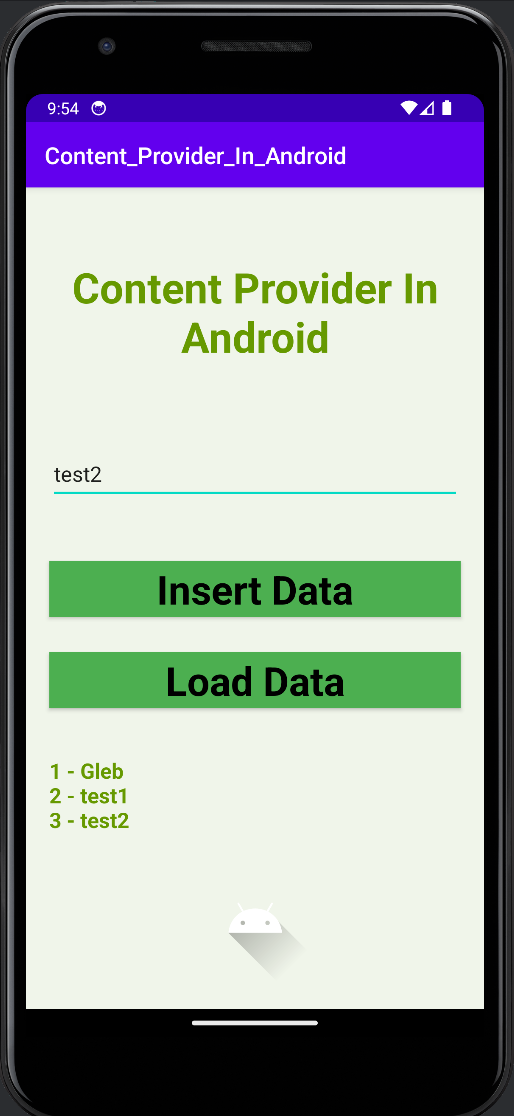 9:54
Content_Provider_In_Android
Content Provider In
Android
test2
Insert Data
Load Data
1 - Gleb
2 - test1
3 - test2